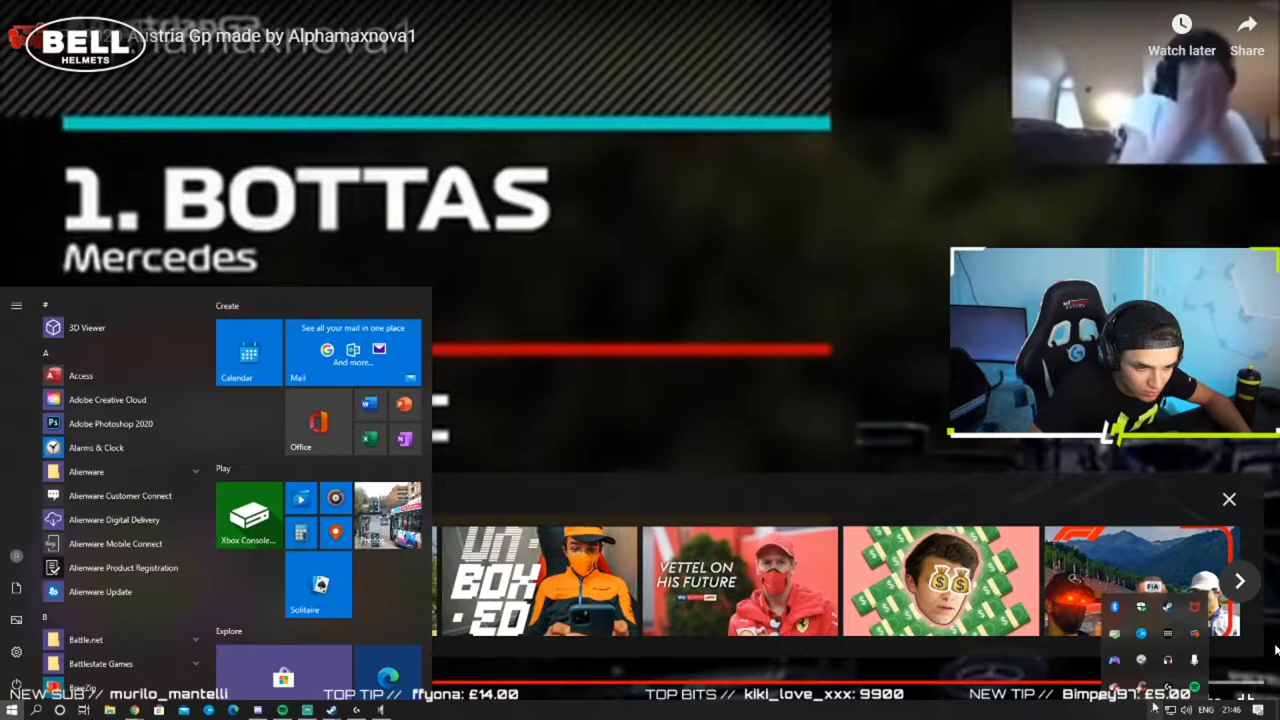 Austria Gp made by Alphamaxnova1
BELL
HELMETS
Watch later
Share
1. BOTTAS
Mercedes
#
3D Viewer
A
Access
Adobe Creative Cloud
Adobe Photoshop 2020
Alarms & Clock
Alienware
Alienware Customer Connect
Alienware Digital Delivery
Alienware Mobile Connect
Alienware Product Registration
Alienware Update
B
Battle.net
Battlestate Games
BreeZip
Create
Calendar
See all your mail in one place
And more...
Mail
Office
Play
Xbox Console...
Photos
Solitaire
Explore
UN-
BOX-
ED
VETTEL ON
HIS FUTURE
FIA
NEW SUB // murilo_mantelli
TOP TIP // ffyona: £14.00
TOP BITS // kiki_love_xxx: 9900
NEW TIP // Bimpey97: £5.00
ENG
21:46